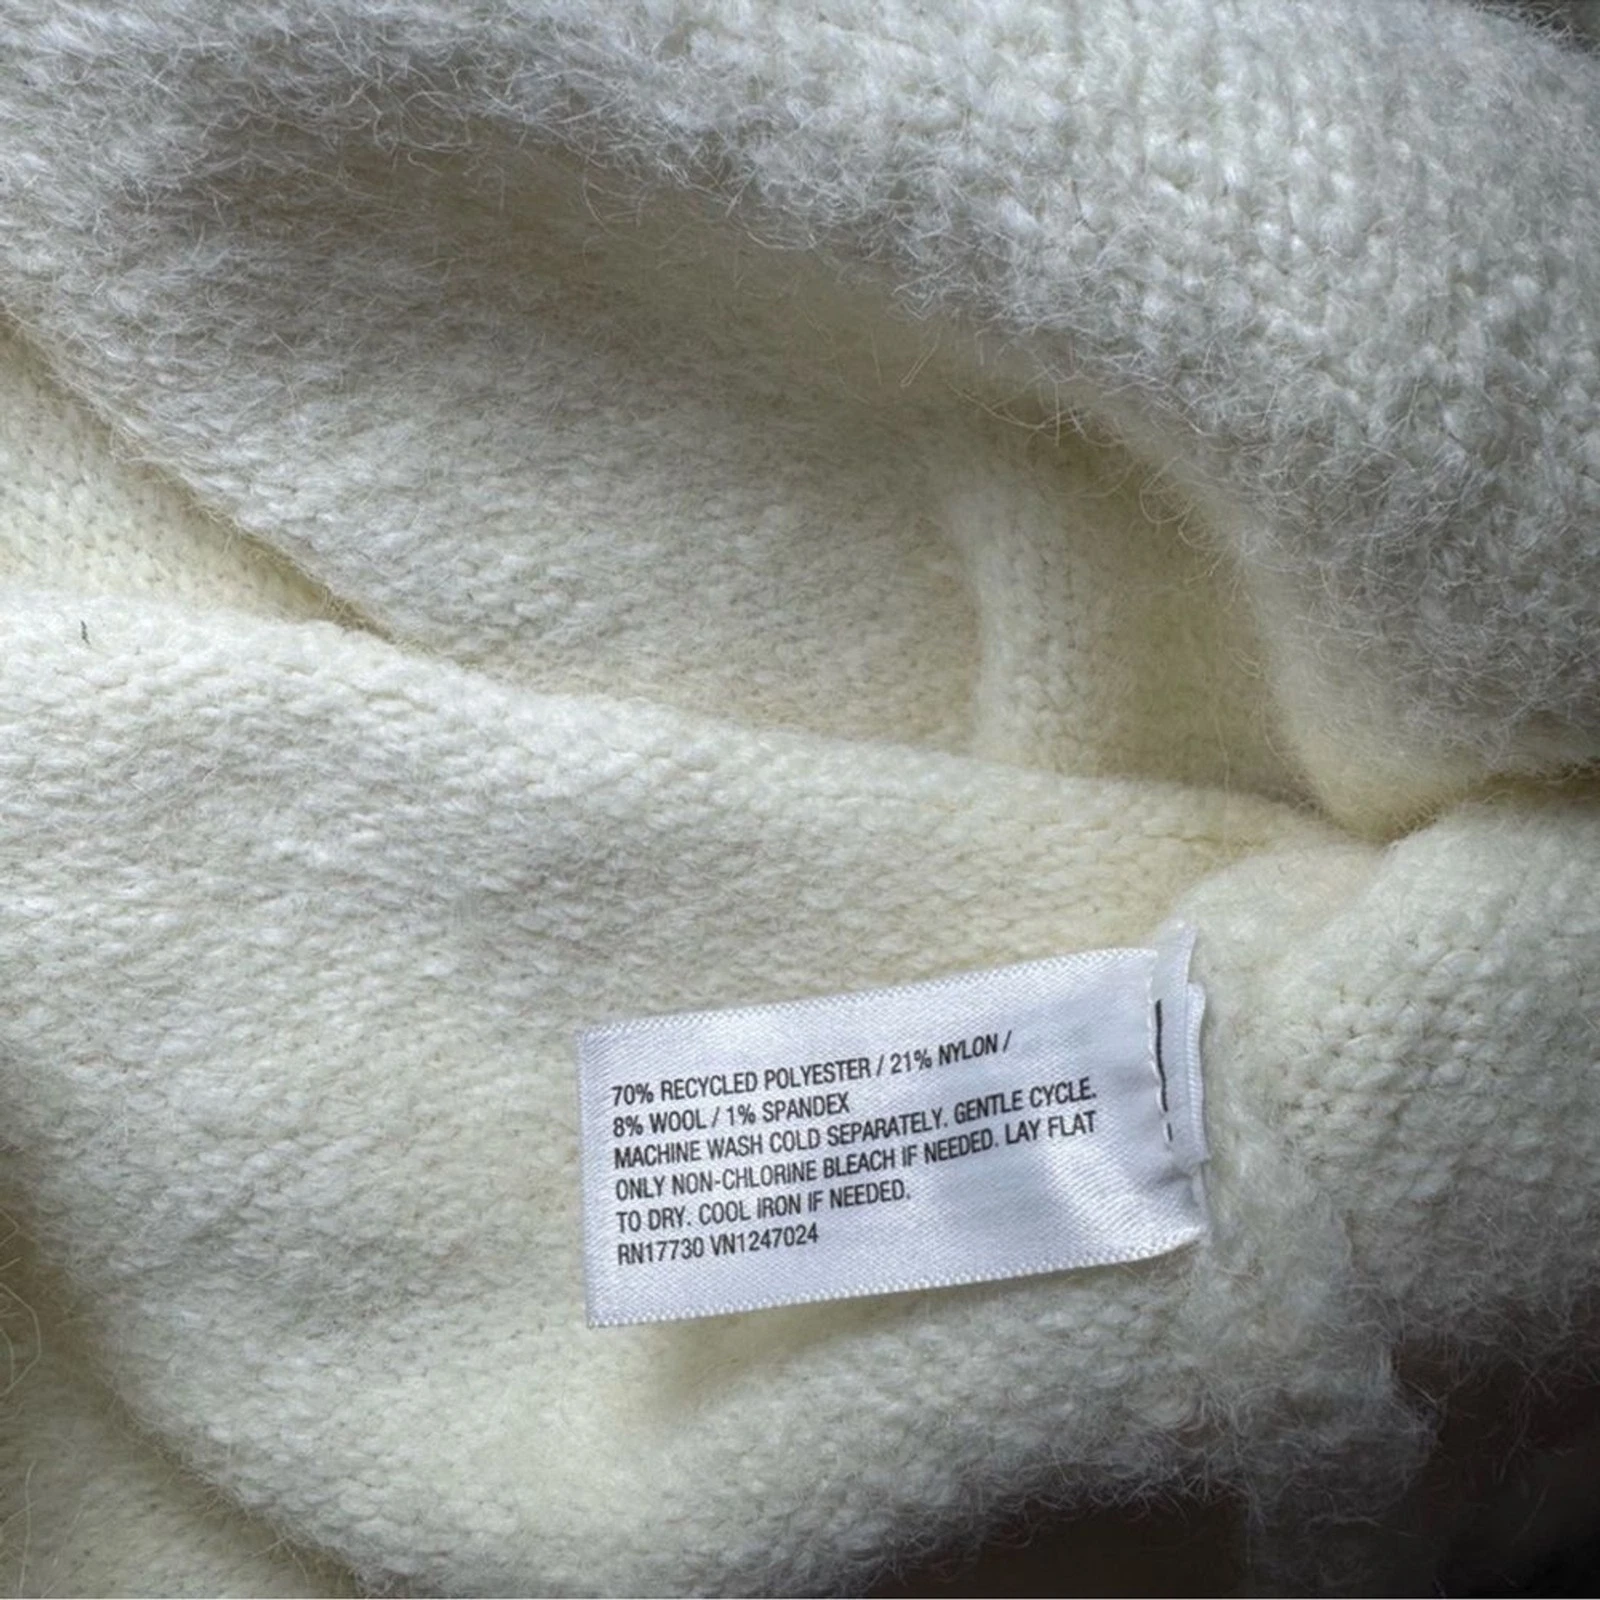 70% RECYCLED POLYESTER / 21% NYLON /
8% WOOL / 1% SPANDEX
MACHINE WASH COLD SEPARATELY. GENTLE CYCLE.
ONLY NON-CHLORINE BLEACH IF NEEDED. LAY FLAT
TO DRY. COOL IRON IF NEEDED.
RN17730 VN1247024